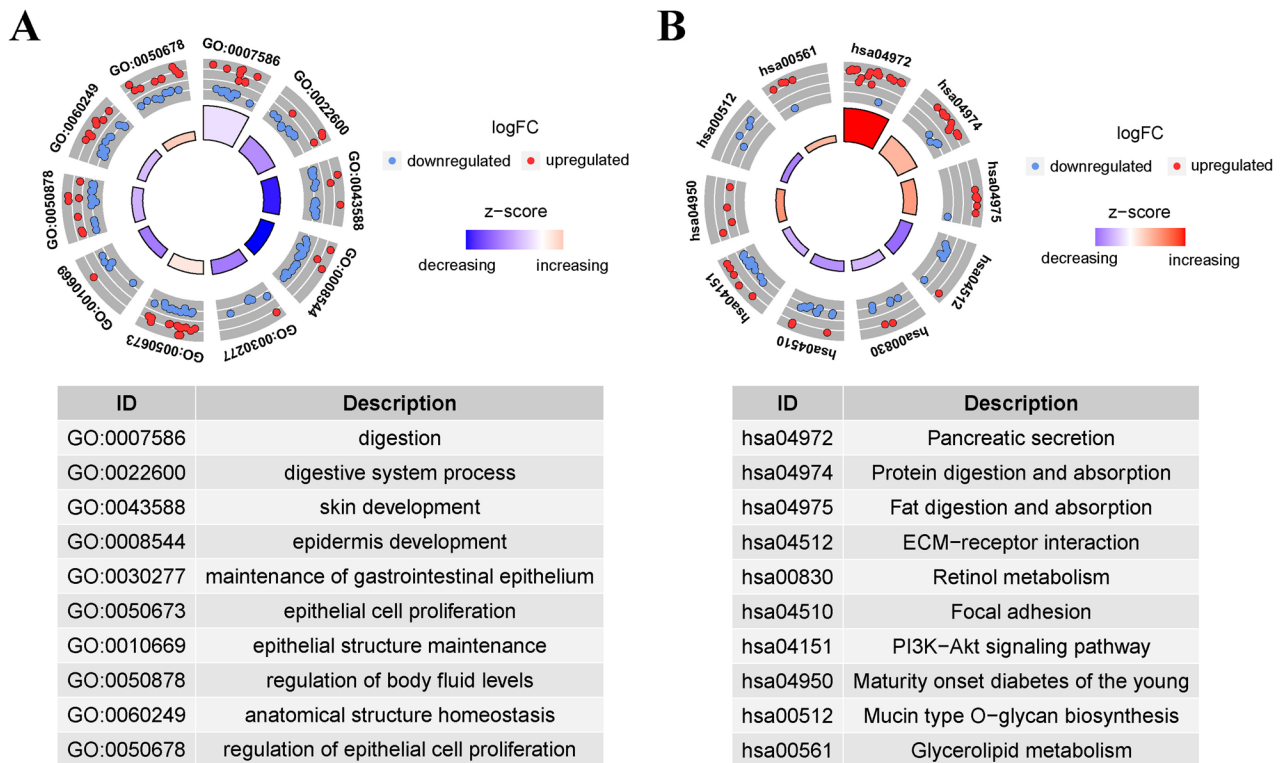 A
GO:0007586
GO:0022600
GO:0043588
GO:0008544
GO:0030277
GO:0050673
GO:0010669
GO:0050878
GO:0060249
GO:0050678
logFC
downregulated upregulated
z−score
decreasing increasing
ID Description
GO:0007586 digestion
GO:0022600 digestive system process
GO:0043588 skin development
GO:0008544 epidermis development
GO:0030277 maintenance of gastrointestinal epithelium
GO:0050673 epithelial cell proliferation
GO:0010669 epithelial structure maintenance
GO:0050878 regulation of body fluid levels
GO:0060249 anatomical structure homeostasis
GO:0050678 regulation of epithelial cell proliferation
B
hsa04972
hsa04974
hsa04975
hsa04512
hsa00830
hsa04510
hsa04151
hsa04950
hsa00512
hsa00561
logFC
downregulated upregulated
z−score
decreasing increasing
ID Description
hsa04972 Pancreatic secretion
hsa04974 Protein digestion and absorption
hsa04975 Fat digestion and absorption
hsa04512 ECM−receptor interaction
hsa00830 Retinol metabolism
hsa04510 Focal adhesion
hsa04151 PI3K−Akt signaling pathway
hsa04950 Maturity onset diabetes of the young
hsa00512 Mucin type O−glycan biosynthesis
hsa00561 Glycerolipid metabolism